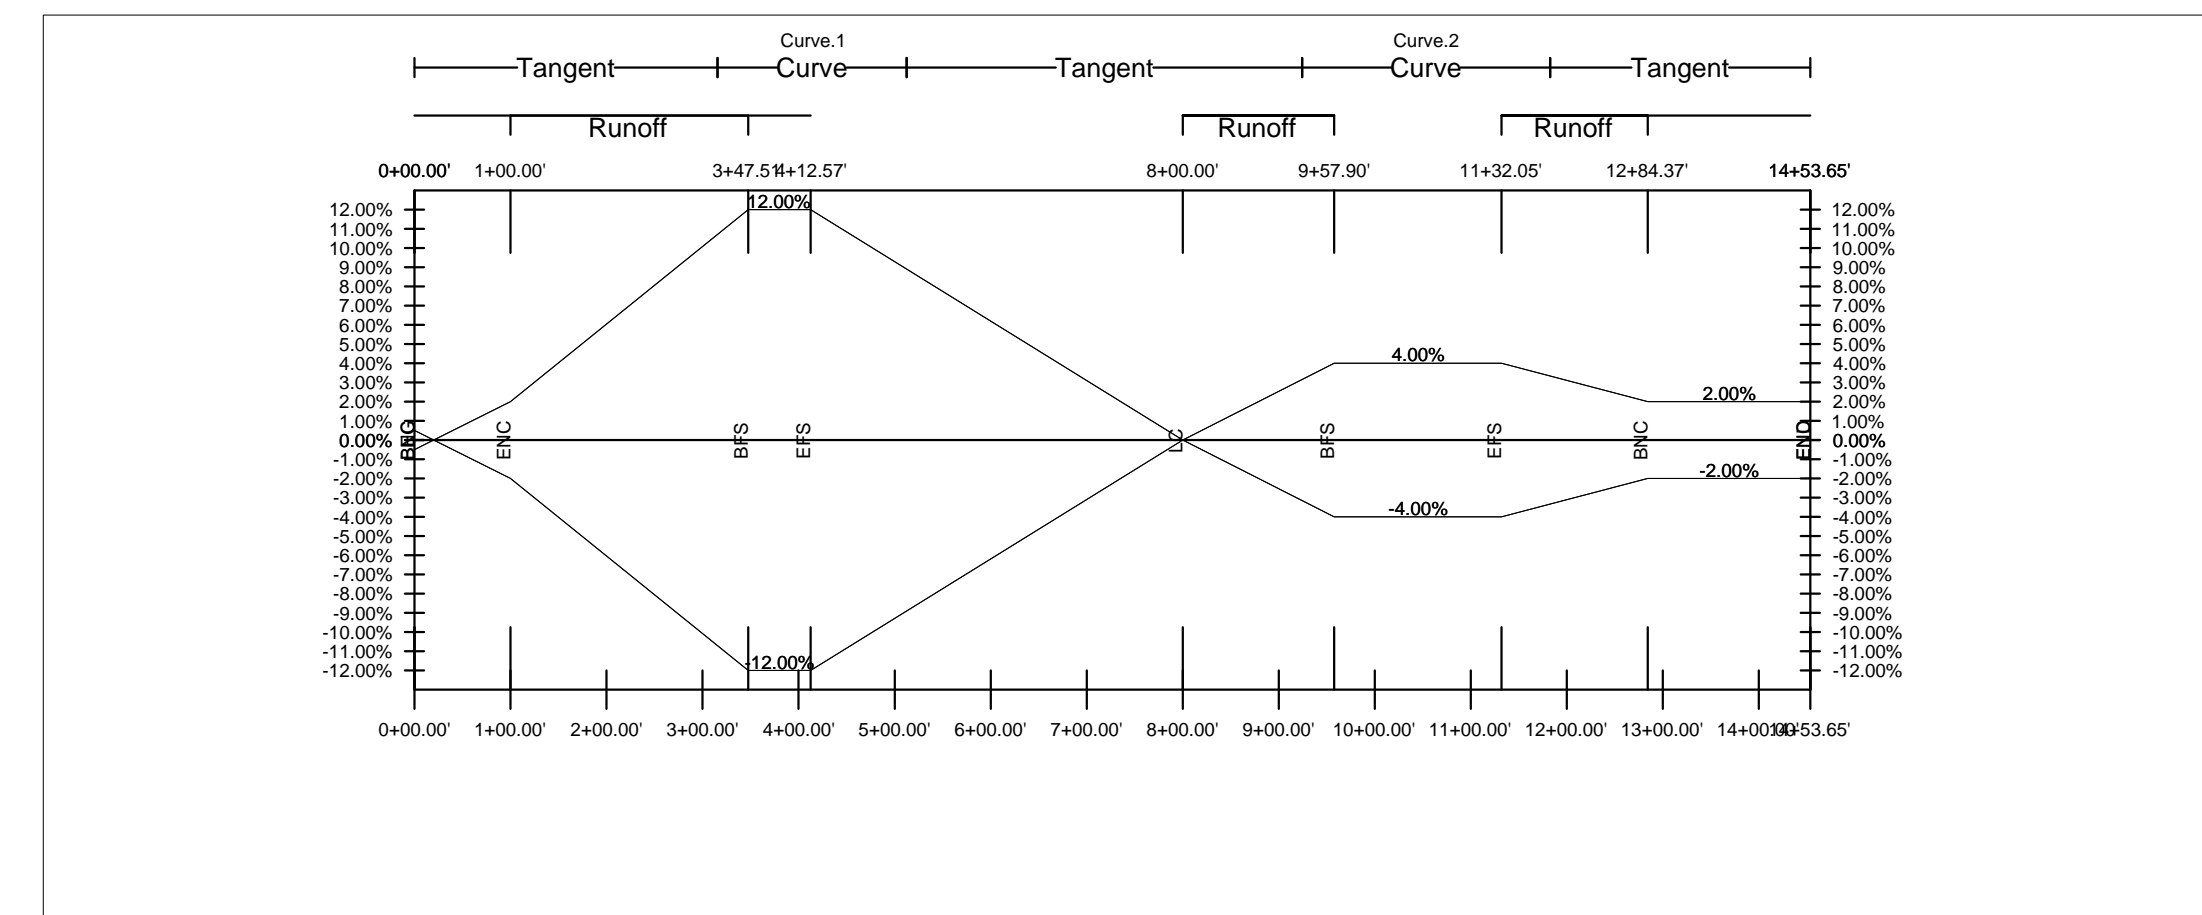 Curve.1 Curve.2
Tangent Curve Tangent Curve Tangent
Runoff Runoff Runoff
0+00.00' 1+00.00' 3+47.51 4+12.57' 8+00.00' 9+57.90' 11+32.05' 12+84.37' 14+53.65'
12.00% 12.00% 12.00%
11.00% 11.00%
10.00% 10.00%
9.00% 9.00%
8.00% 8.00%
7.00% 7.00%
6.00% 6.00%
5.00% 5.00%
4.00% 4.00% 4.00%
3.00% 3.00%
2.00% 2.00% 2.00%
1.00% 1.00%
0.00% ENC BFS EFS LC BFS EFS BNC 0.00%
-1.00% -1.00%
-2.00% -2.00% -2.00%
-3.00% -3.00%
-4.00% -4.00% -4.00%
-5.00% -5.00%
-6.00% -6.00%
-7.00% -7.00%
-8.00% -8.00%
-9.00% -9.00%
-10.00% -10.00%
-11.00% -11.00%
-12.00% -12.00% -12.00%
0+00.00' 1+00.00' 2+00.00' 3+00.00' 4+00.00' 5+00.00' 6+00.00' 7+00.00' 8+00.00' 9+00.00' 10+00.00' 11+00.00' 12+00.00' 13+00.00' 14+00.00' 14+53.65'